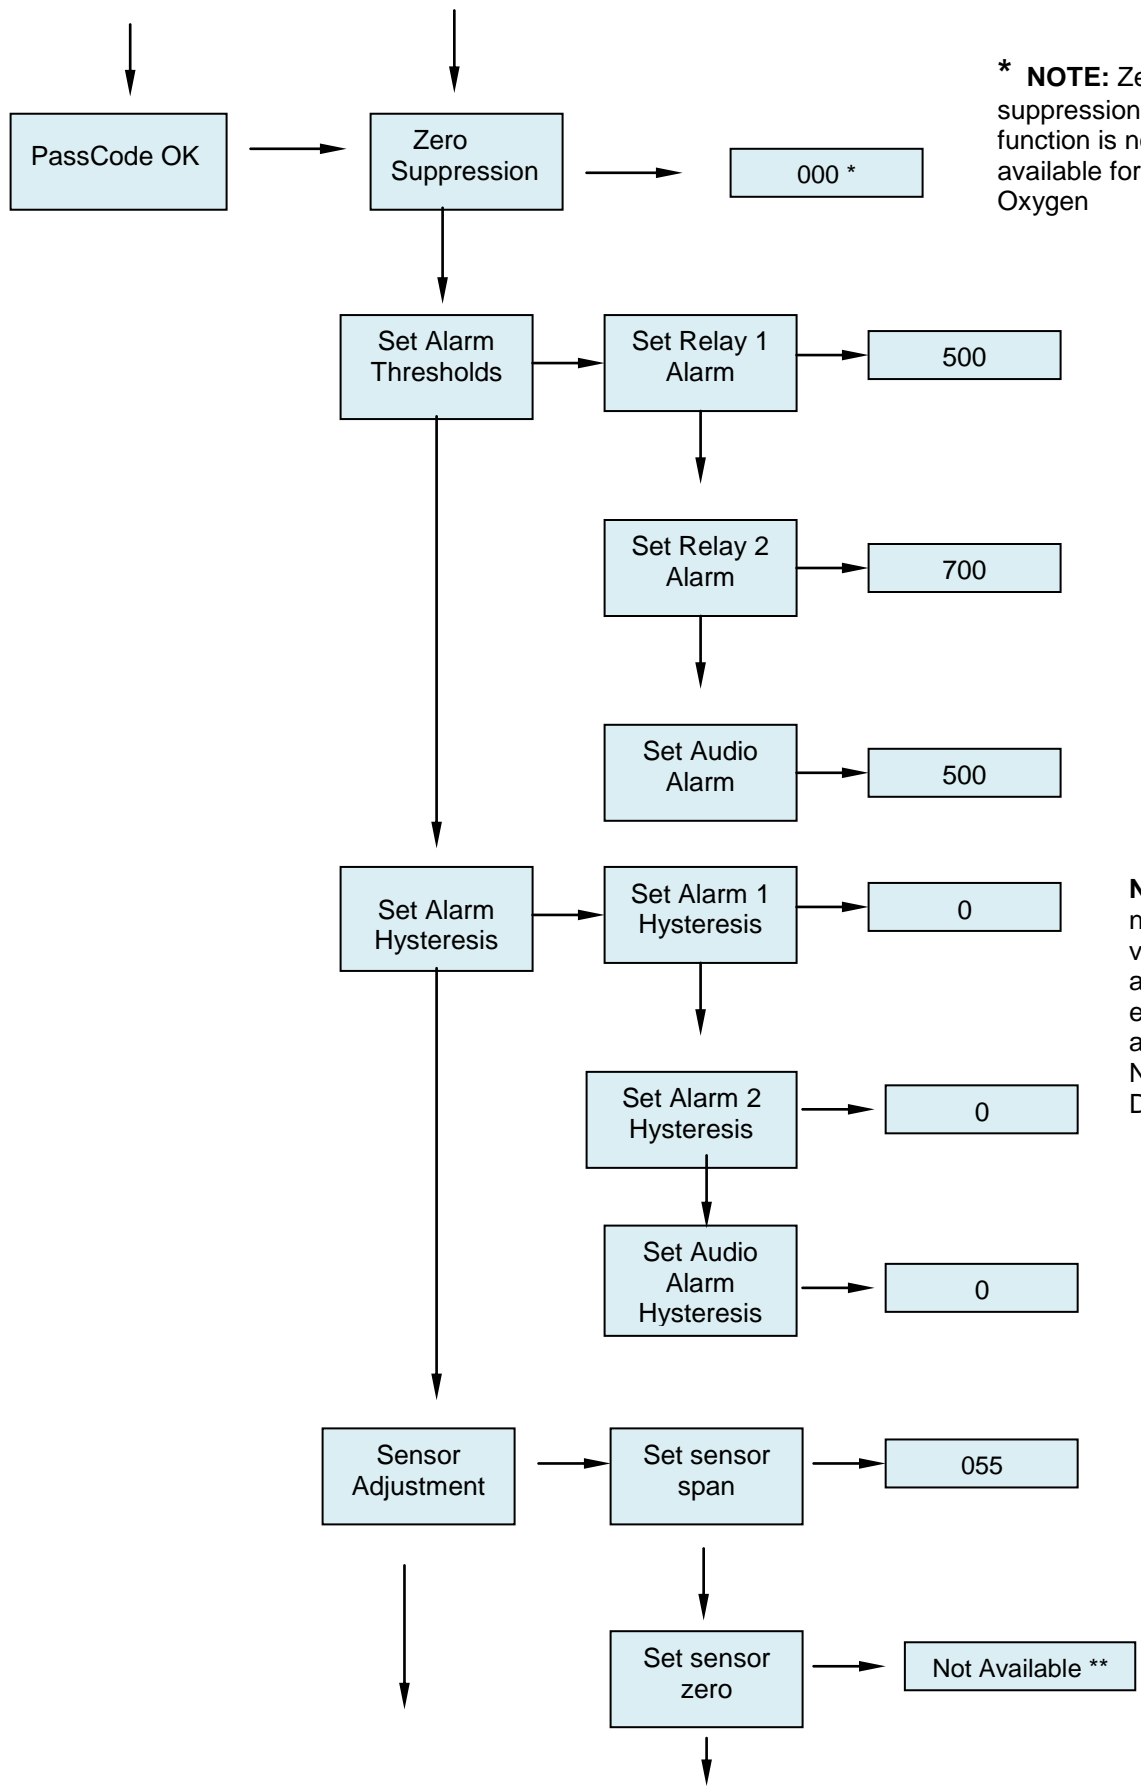 * NOTE: Ze
suppression
function is n
available for
Oxygen
PassCode OK
Zero
Suppression
000 *
Set Alarm
Thresholds
Set Relay 1
Alarm
500
Set Relay 2
Alarm
700
Set Audio
Alarm
500
Set Alarm
Hysteresis
Set Alarm 1
Hysteresis
0
Set Alarm 2
Hysteresis
0
Set Audio
Alarm
Hysteresis
0
Sensor
Adjustment
Set sensor
span
055
Set sensor
zero
Not Available **